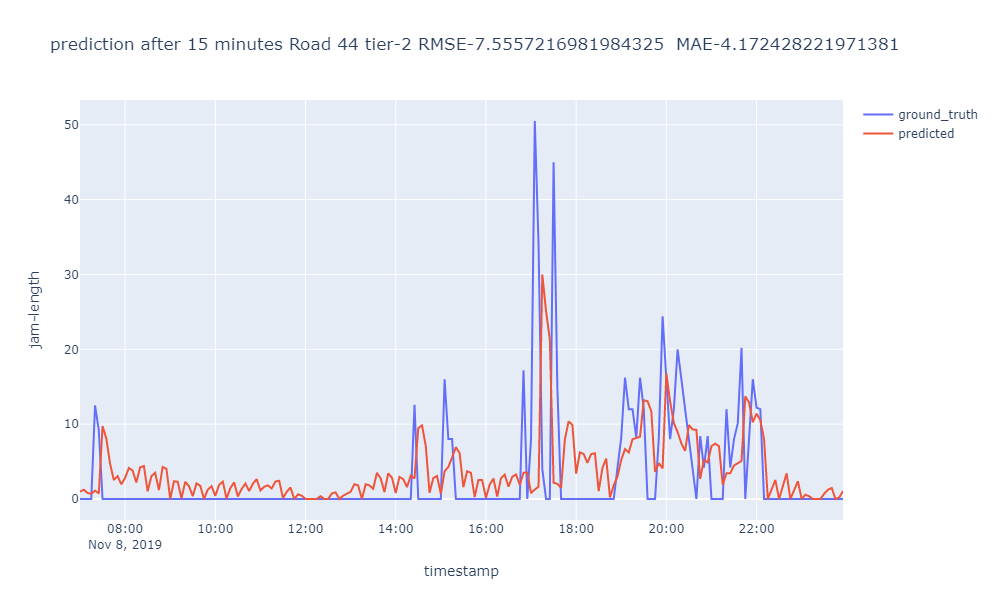 prediction after 15 minutes Road 44 tier-2 RMSE-7.5557216981984325  MAE-4.172428221971381
ground_truth
predicted
50
40
30
20
10
0
jam-length
08:00 10:00 12:00 14:00 16:00 18:00 20:00 22:00
Nov 8, 2019
timestamp